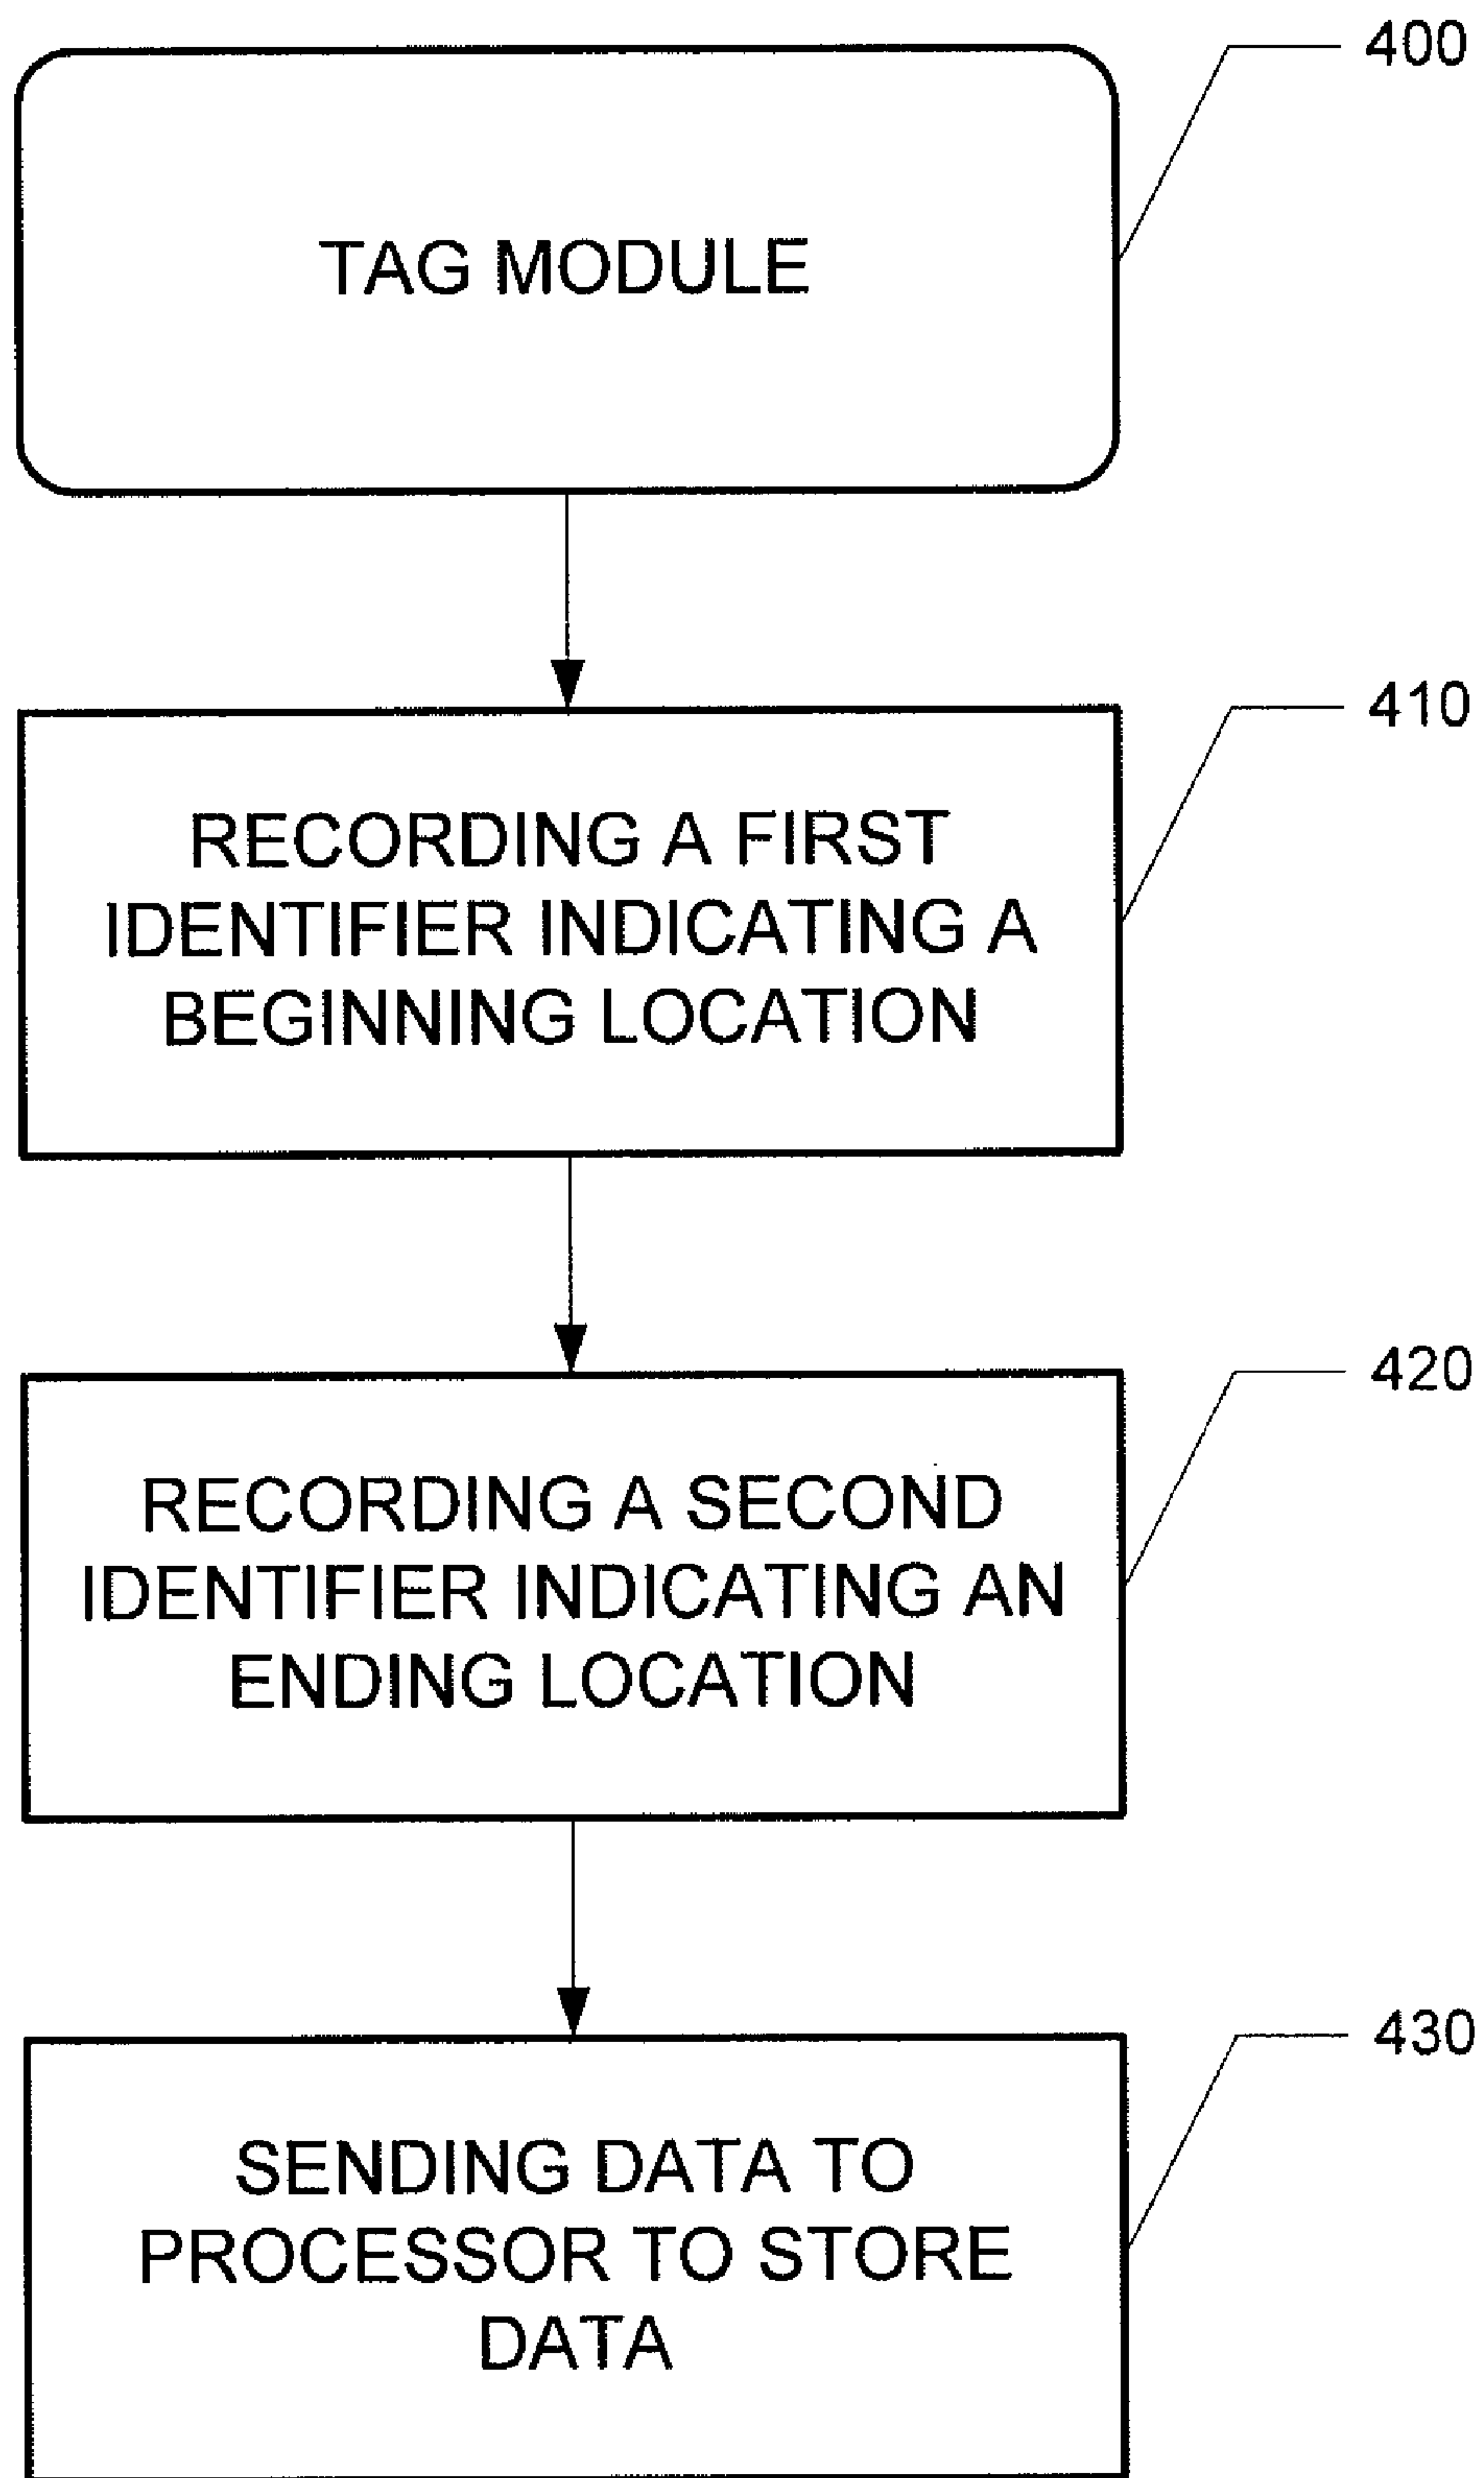 400
TAG MODULE
410
RECORDING A FIRST
IDENTIFIER INDICATING A
BEGINNING LOCATION
420
RECORDING A SECOND
IDENTIFIER INDICATING AN
ENDING LOCATION
430
SENDING DATA TO
PROCESSOR TO STORE
DATA